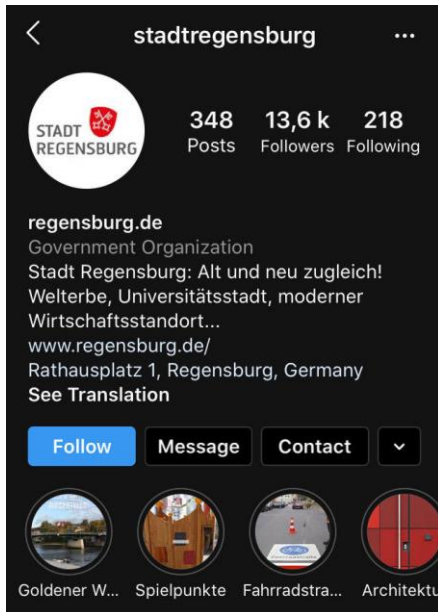 stadtregensburg
STADT
REGENSBURG
348 13,6 k 218
Posts Followers Following
regensburg.de
Government Organization
Stadt Regensburg: Alt und neu zugleich!
Welterbe, Universitätsstadt, moderner
Wirtschaftsstandort...
www.regensburg.de/
Rathausplatz 1, Regensburg, Germany
See Translation
Follow Message Contact
Goldener W... Spielpunkte Fahrradstra... Architektu